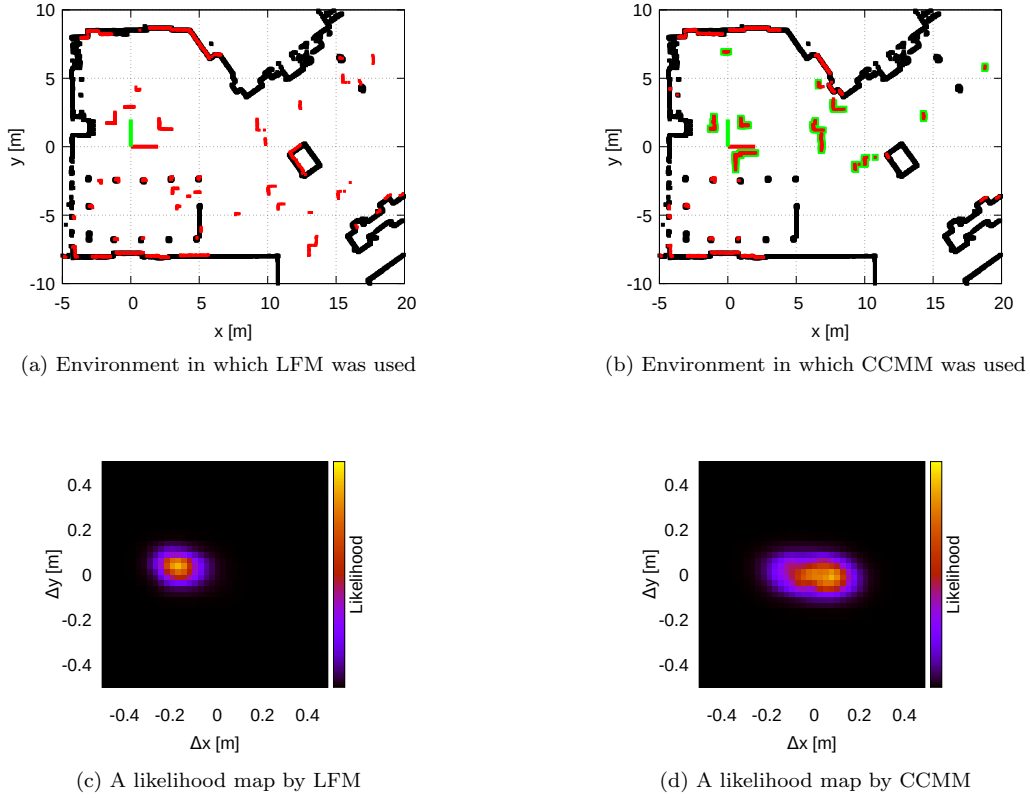 10
5
0
-5
-10
y [m]
-5 0 5 10 15 20
x [m]
(a) Environment in which LFM was used
10
5
0
-5
-10
y [m]
-5 0 5 10 15 20
x [m]
(b) Environment in which CCMM was used
0.4
0.2
0
-0.2
-0.4
Δy [m]
-0.4 -0.2 0 0.2 0.4
Δx [m]
Likelihood
(c) A likelihood map by LFM
0.4
0.2
0
-0.2
-0.4
Δy [m]
-0.4 -0.2 0 0.2 0.4
Δx [m]
Likelihood
(d) A likelihood map by CCMM